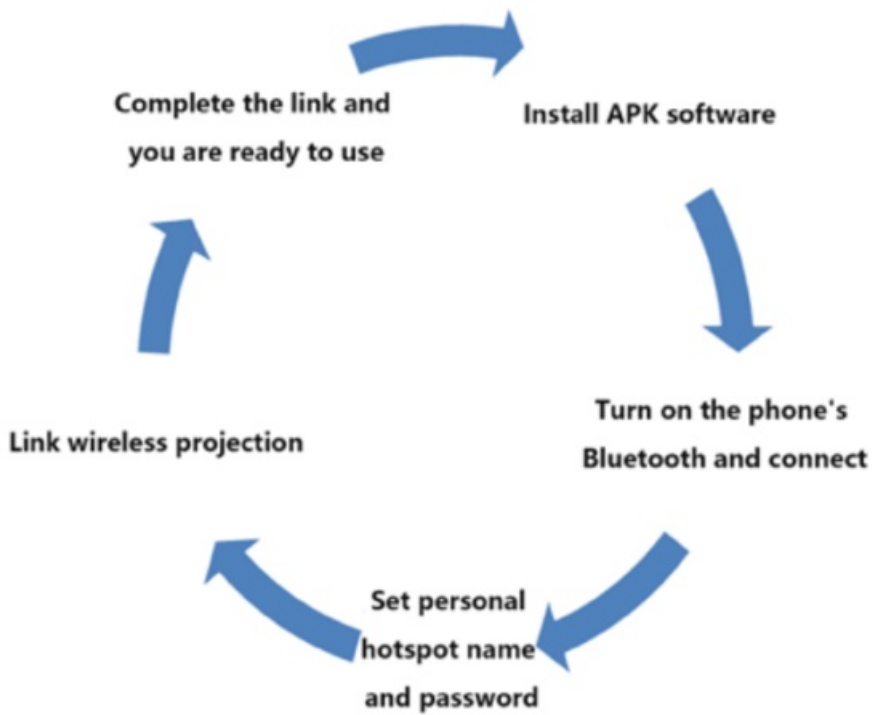 Complete the link and
you are ready to use
Install APK software
Turn on the phone's
Bluetooth and connect
Set personal
hotspot name
and password
Link wireless projection